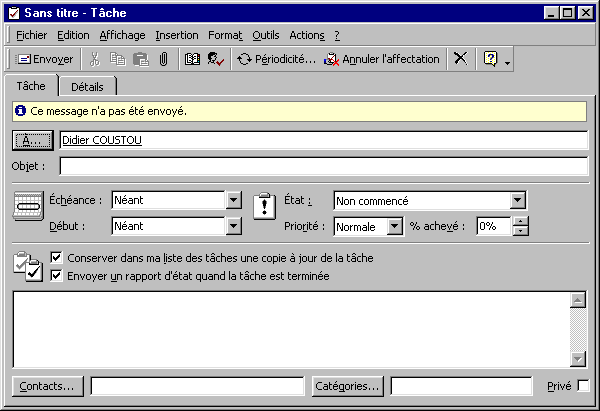 Sans titre - Tâche
Fichier Edition Affichage Insertion Format Outils Actions ?
Envoyer Périodicité... Annuler l'affectation
Tâche Détails
Ce message n'a pas été envoyé.
À... Didier COUSTOU
Objet :
Échéance : Néant État : Non commencé
Début : Néant Priorité : Normale % achevé : 0%
Conserver dans ma liste des tâches une copie à jour de la tâche
Envoyer un rapport d'état quand la tâche est terminée
Contacts... Catégories... Privé